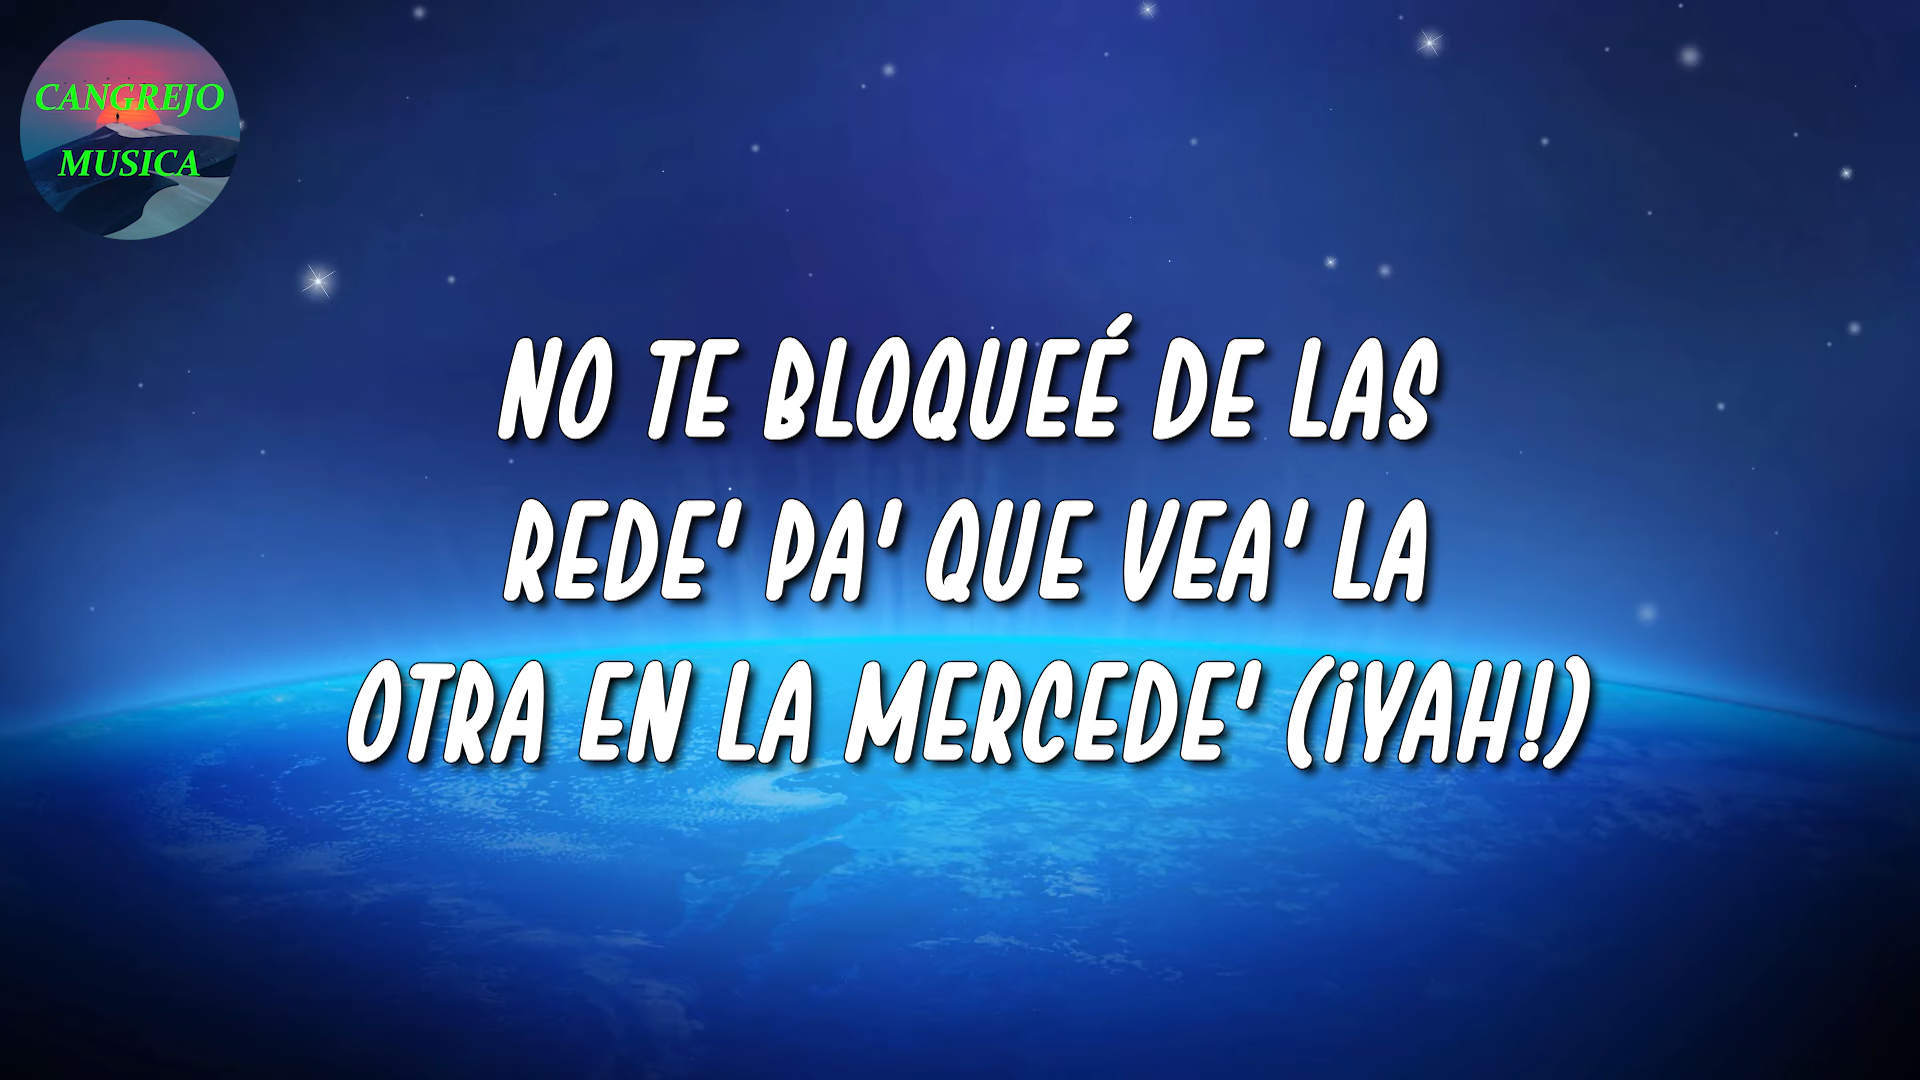 CANGREJO
MUSICA
NO TE BLOQUEÉ DE LAS
REDE' PA' QUE VEA' LA
OTRA EN LA MERCEDE' (¡YAH!)